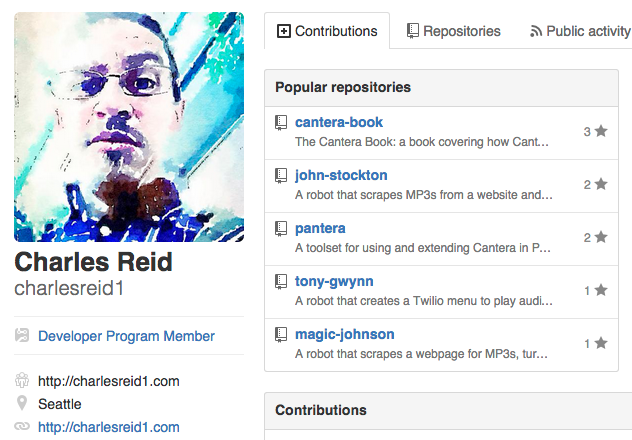 Charles Reid
charlesreid1
Developer Program Member
http://charlesreid1.com
Seattle
http://charlesreid1.com
Contributions
Repositories
Public activity
Popular repositories
cantera-book
The Cantera Book: a book covering how Cant…
3
john-stockton
A robot that scrapes MP3s from a website and…
2
pantera
A toolset for using and extending Cantera in P…
2
tony-gwynn
A robot that creates a Twilio menu to play audi…
1
magic-johnson
A robot that scrapes a webpage for MP3s, tur…
1
Contributions